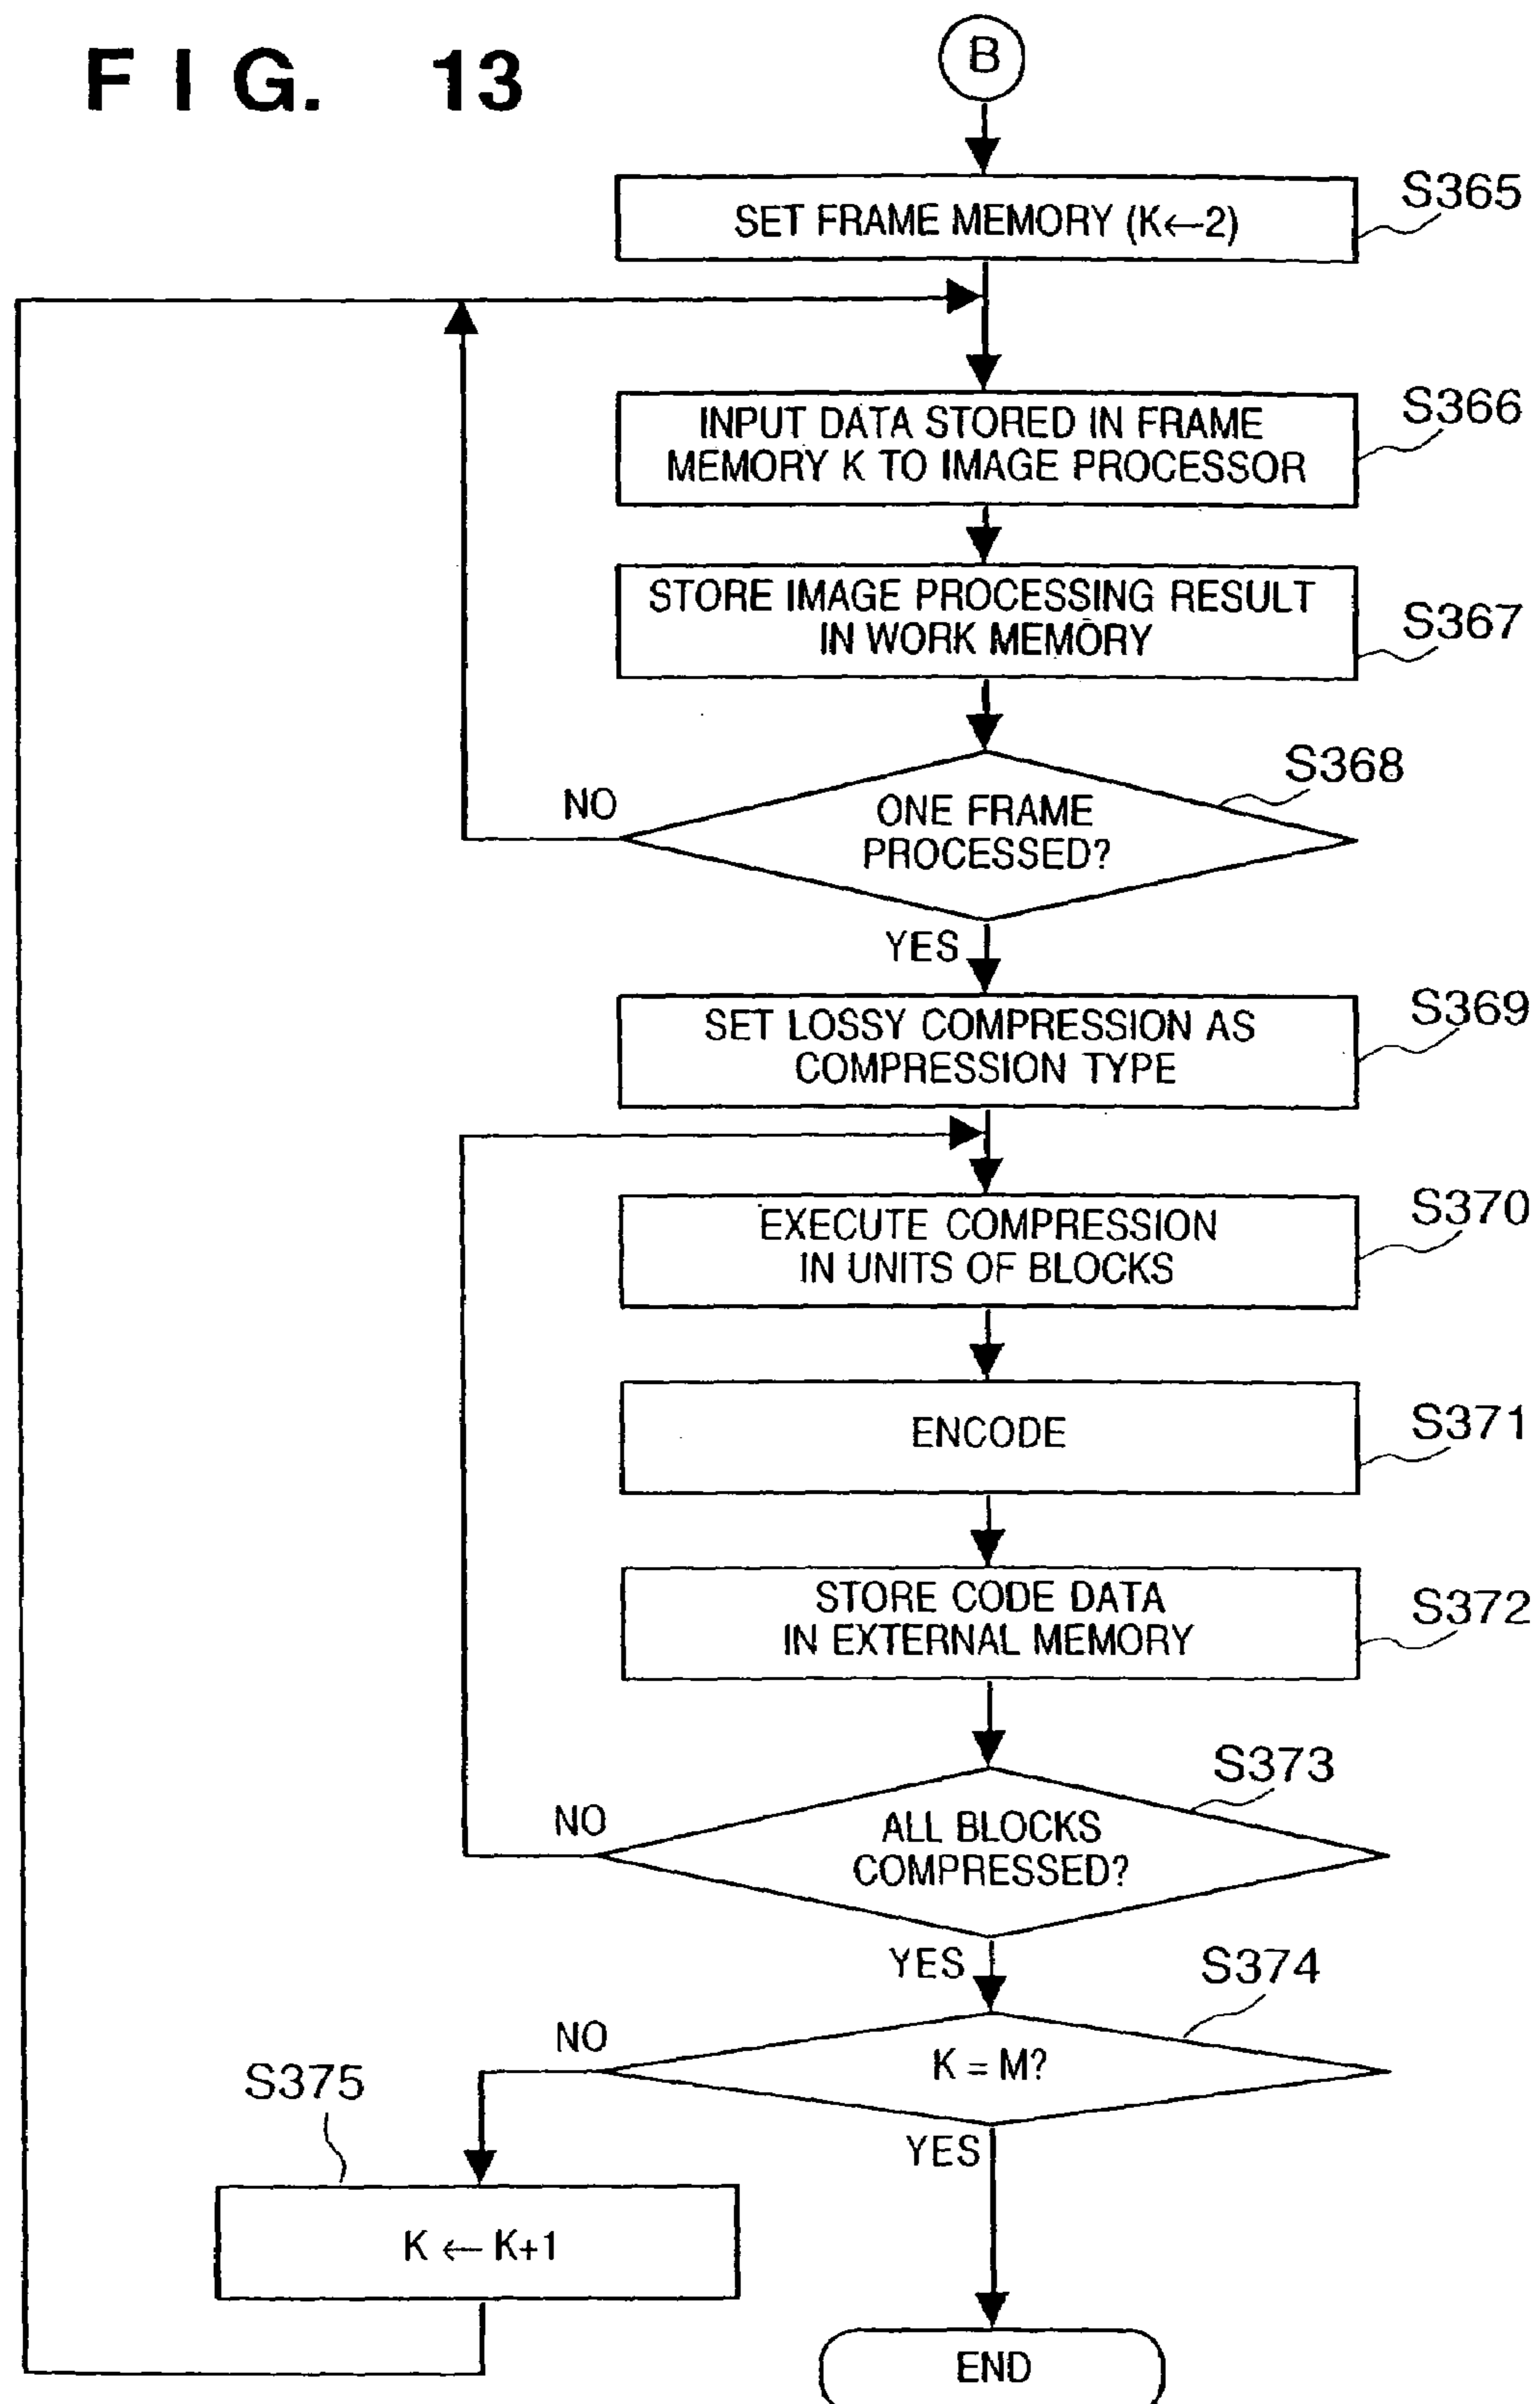 FIG. 13
B
SET FRAME MEMORY (K←2)
S365
INPUT DATA STORED IN FRAME
MEMORY K TO IMAGE PROCESSOR
S366
STORE IMAGE PROCESSING RESULT
IN WORK MEMORY
S367
S368
NO
ONE FRAME
PROCESSED?
YES
SET LOSSY COMPRESSION AS
COMPRESSION TYPE
S369
EXECUTE COMPRESSION
IN UNITS OF BLOCKS
S370
ENCODE
S371
STORE CODE DATA
IN EXTERNAL MEMORY
S372
S373
NO
ALL BLOCKS
COMPRESSED?
YES
S374
NO
K = M?
S375
YES
K ← K+1
END